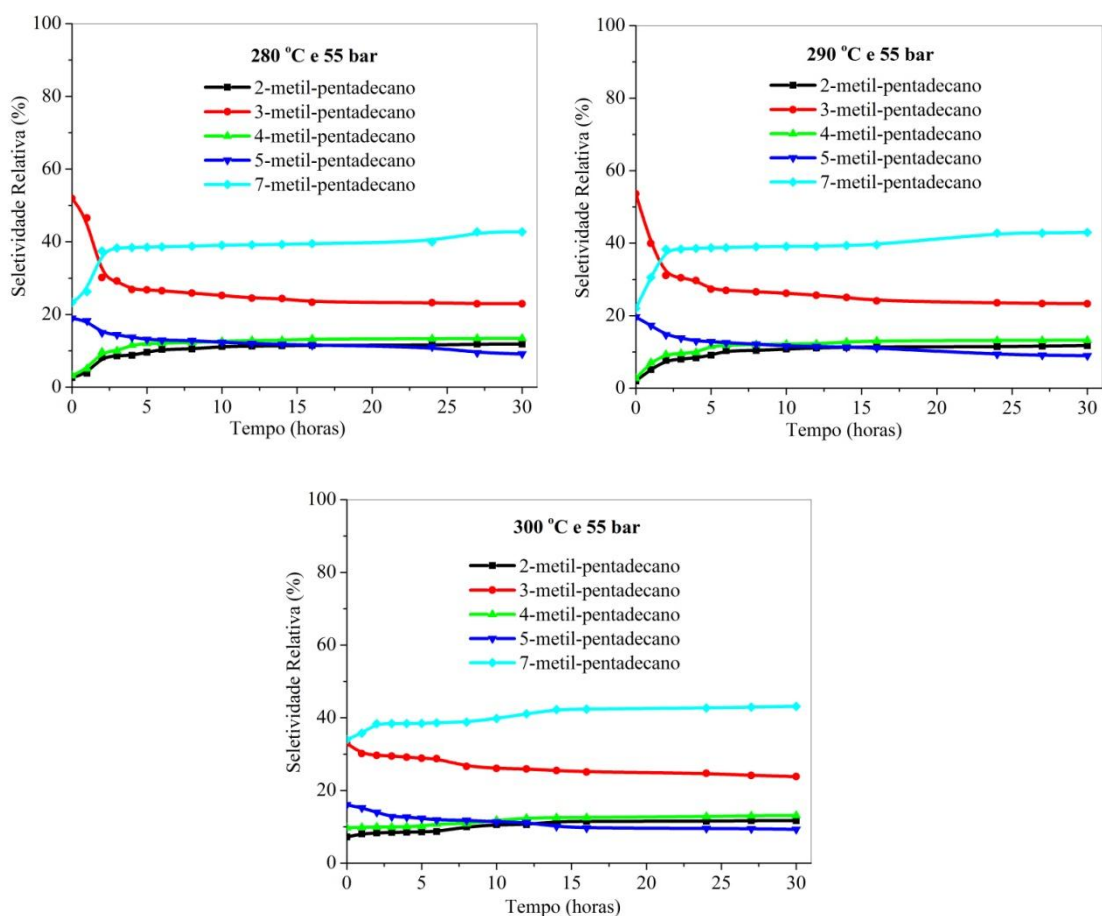 280 °C e 55 bar
2-metil-pentadecano
3-metil-pentadecano
4-metil-pentadecano
5-metil-pentadecano
7-metil-pentadecano
Seletividade Relativa (%)
100
80
60
40
20
0
0 5 10 15 20 25 30
Tempo (horas)
290 °C e 55 bar
2-metil-pentadecano
3-metil-pentadecano
4-metil-pentadecano
5-metil-pentadecano
7-metil-pentadecano
Seletividade Relativa (%)
100
80
60
40
20
0
0 5 10 15 20 25 30
Tempo (horas)
300 °C e 55 bar
2-metil-pentadecano
3-metil-pentadecano
4-metil-pentadecano
5-metil-pentadecano
7-metil-pentadecano
Seletividade Relativa (%)
100
80
60
40
20
0
0 5 10 15 20 25 30
Tempo (horas)